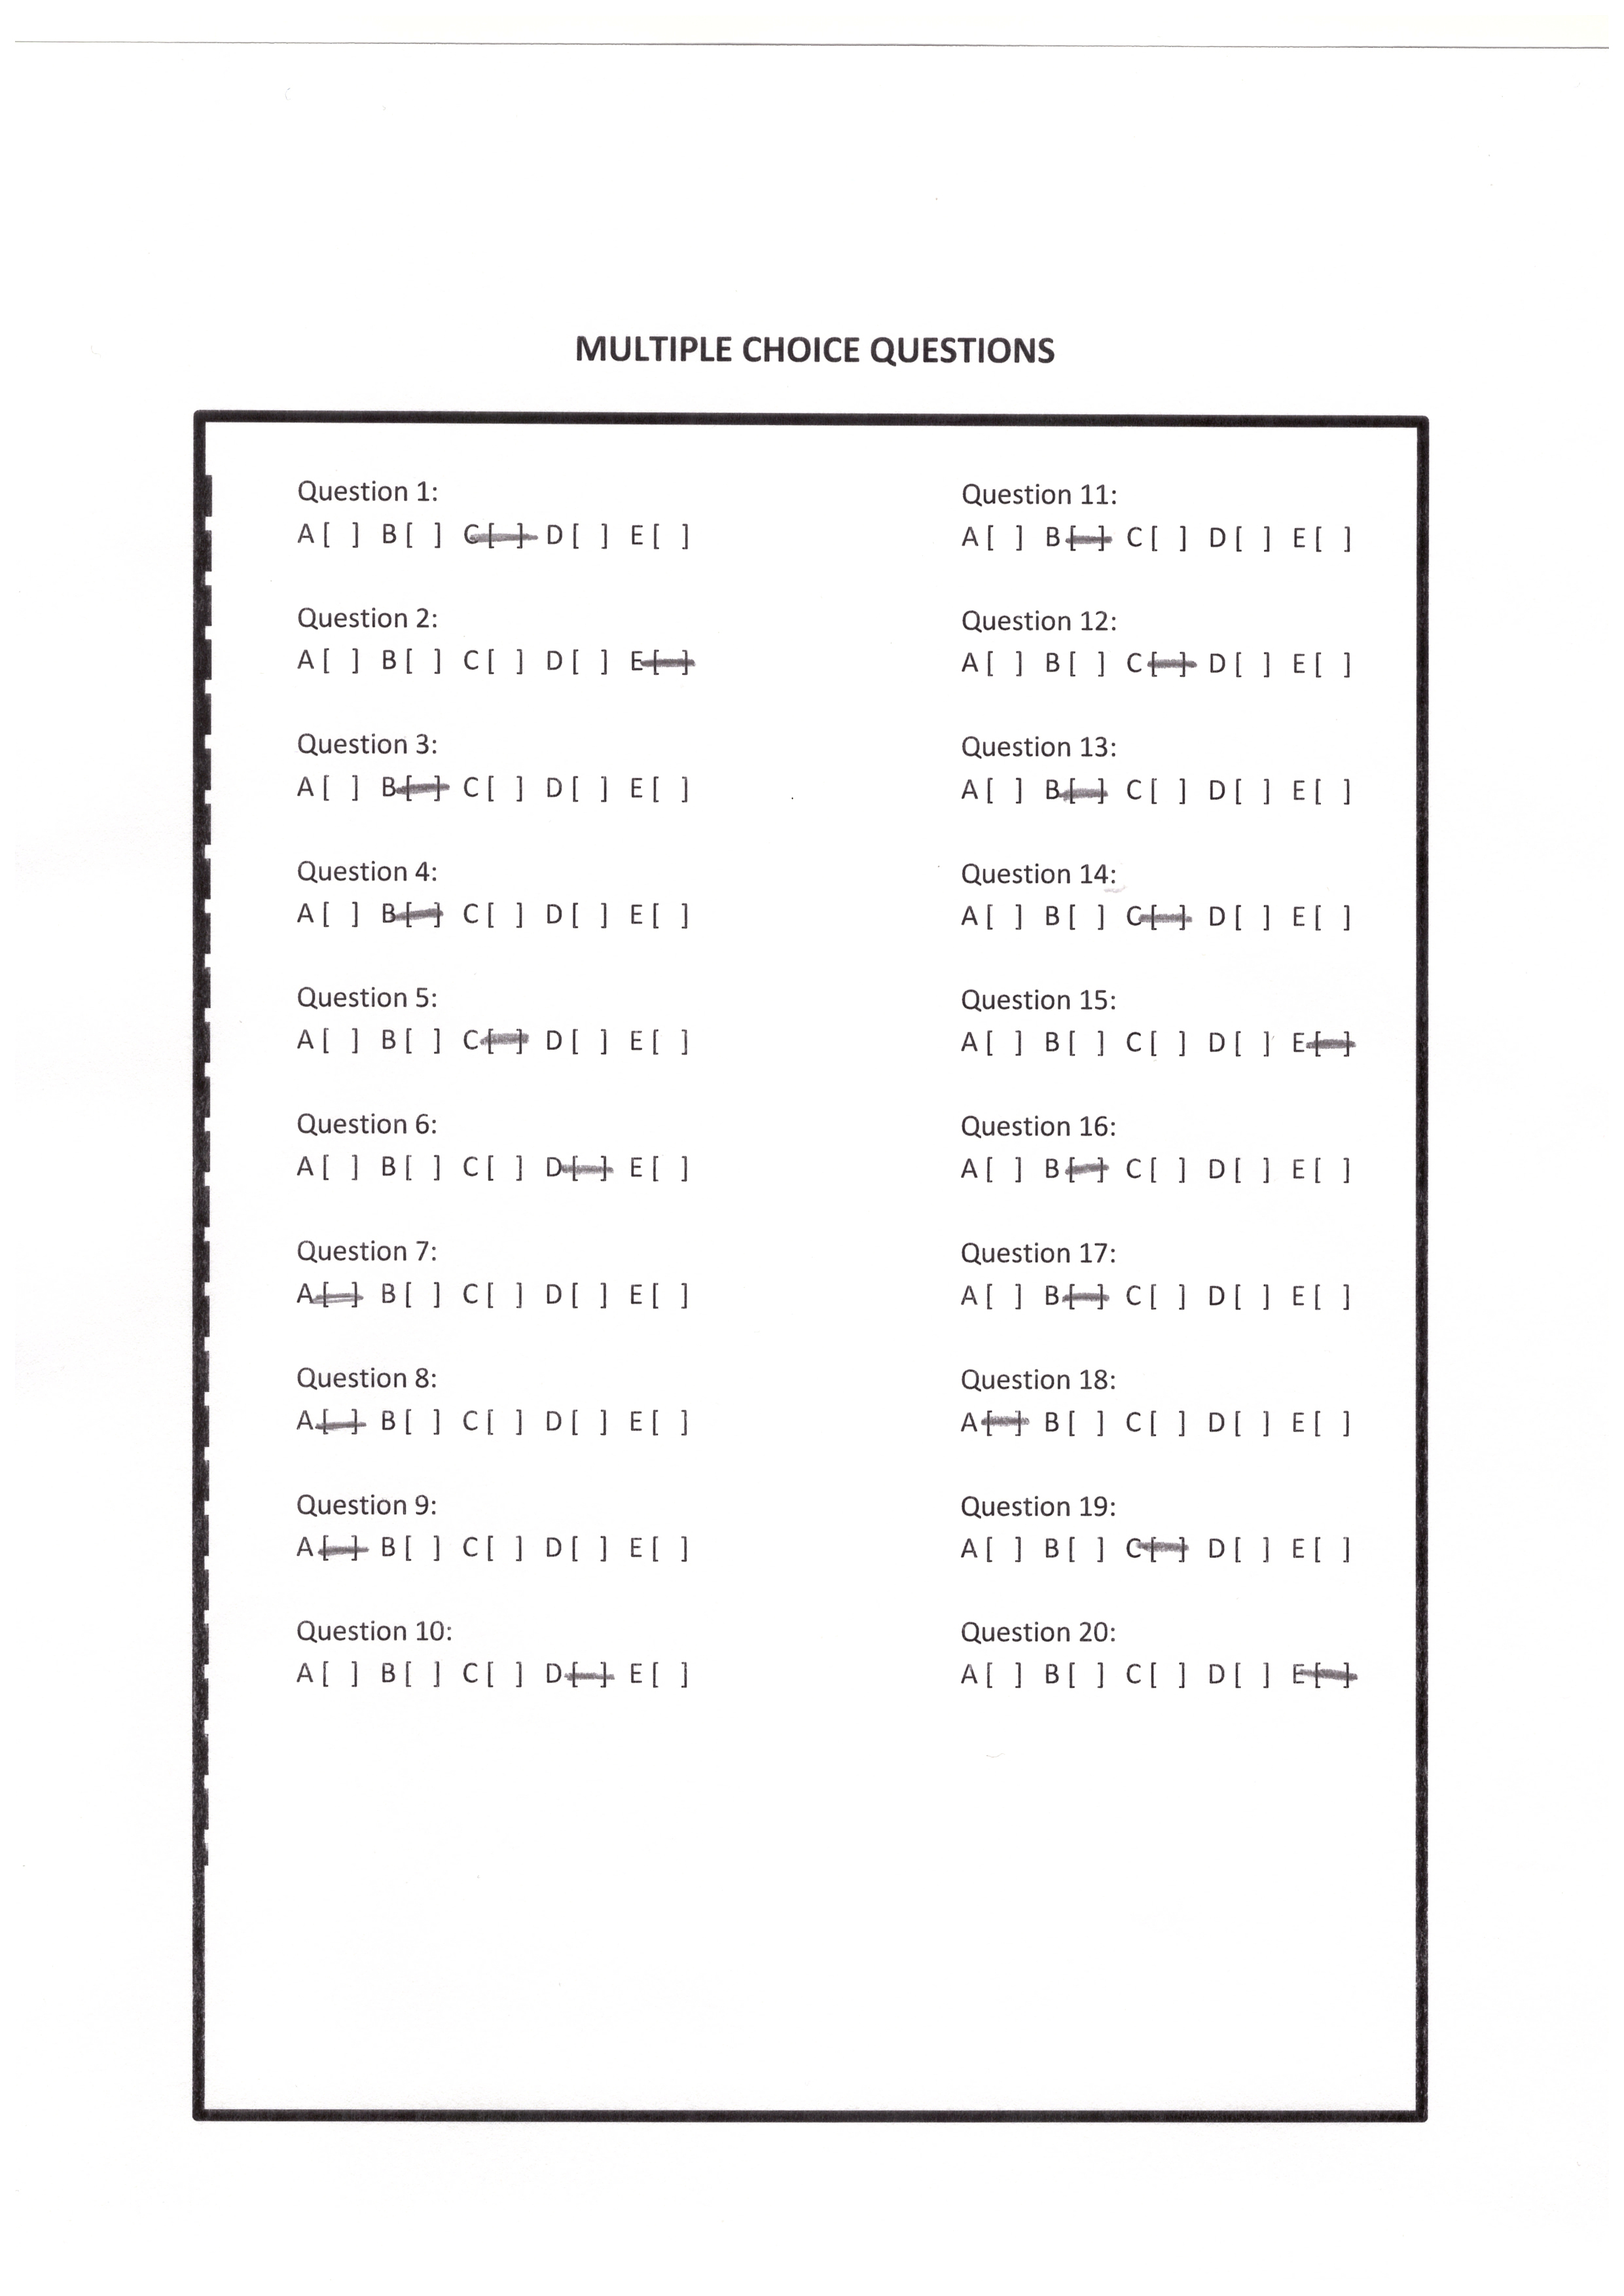 MULTIPLE CHOICE QUESTIONS
Question 1:
A [ ] B [ ] C [ ] D [ ] E [ ]
Question 2:
A [ ] B [ ] C [ ] D [ ] E [ ]
Question 3:
A [ ] B [ ] C [ ] D [ ] E [ ]
Question 4:
A [ ] B [ ] C [ ] D [ ] E [ ]
Question 5:
A [ ] B [ ] C [ ] D [ ] E [ ]
Question 6:
A [ ] B [ ] C [ ] D [ ] E [ ]
Question 7:
A [ ] B [ ] C [ ] D [ ] E [ ]
Question 8:
A [ ] B [ ] C [ ] D [ ] E [ ]
Question 9:
A [ ] B [ ] C [ ] D [ ] E [ ]
Question 10:
A [ ] B [ ] C [ ] D [ ] E [ ]
Question 11:
A [ ] B [ ] C [ ] D [ ] E [ ]
Question 12:
A [ ] B [ ] C [ ] D [ ] E [ ]
Question 13:
A [ ] B [ ] C [ ] D [ ] E [ ]
Question 14:
A [ ] B [ ] C [ ] D [ ] E [ ]
Question 15:
A [ ] B [ ] C [ ] D [ ] E [ ]
Question 16:
A [ ] B [ ] C [ ] D [ ] E [ ]
Question 17:
A [ ] B [ ] C [ ] D [ ] E [ ]
Question 18:
A [ ] B [ ] C [ ] D [ ] E [ ]
Question 19:
A [ ] B [ ] C [ ] D [ ] E [ ]
Question 20:
A [ ] B [ ] C [ ] D [ ] E [ ]